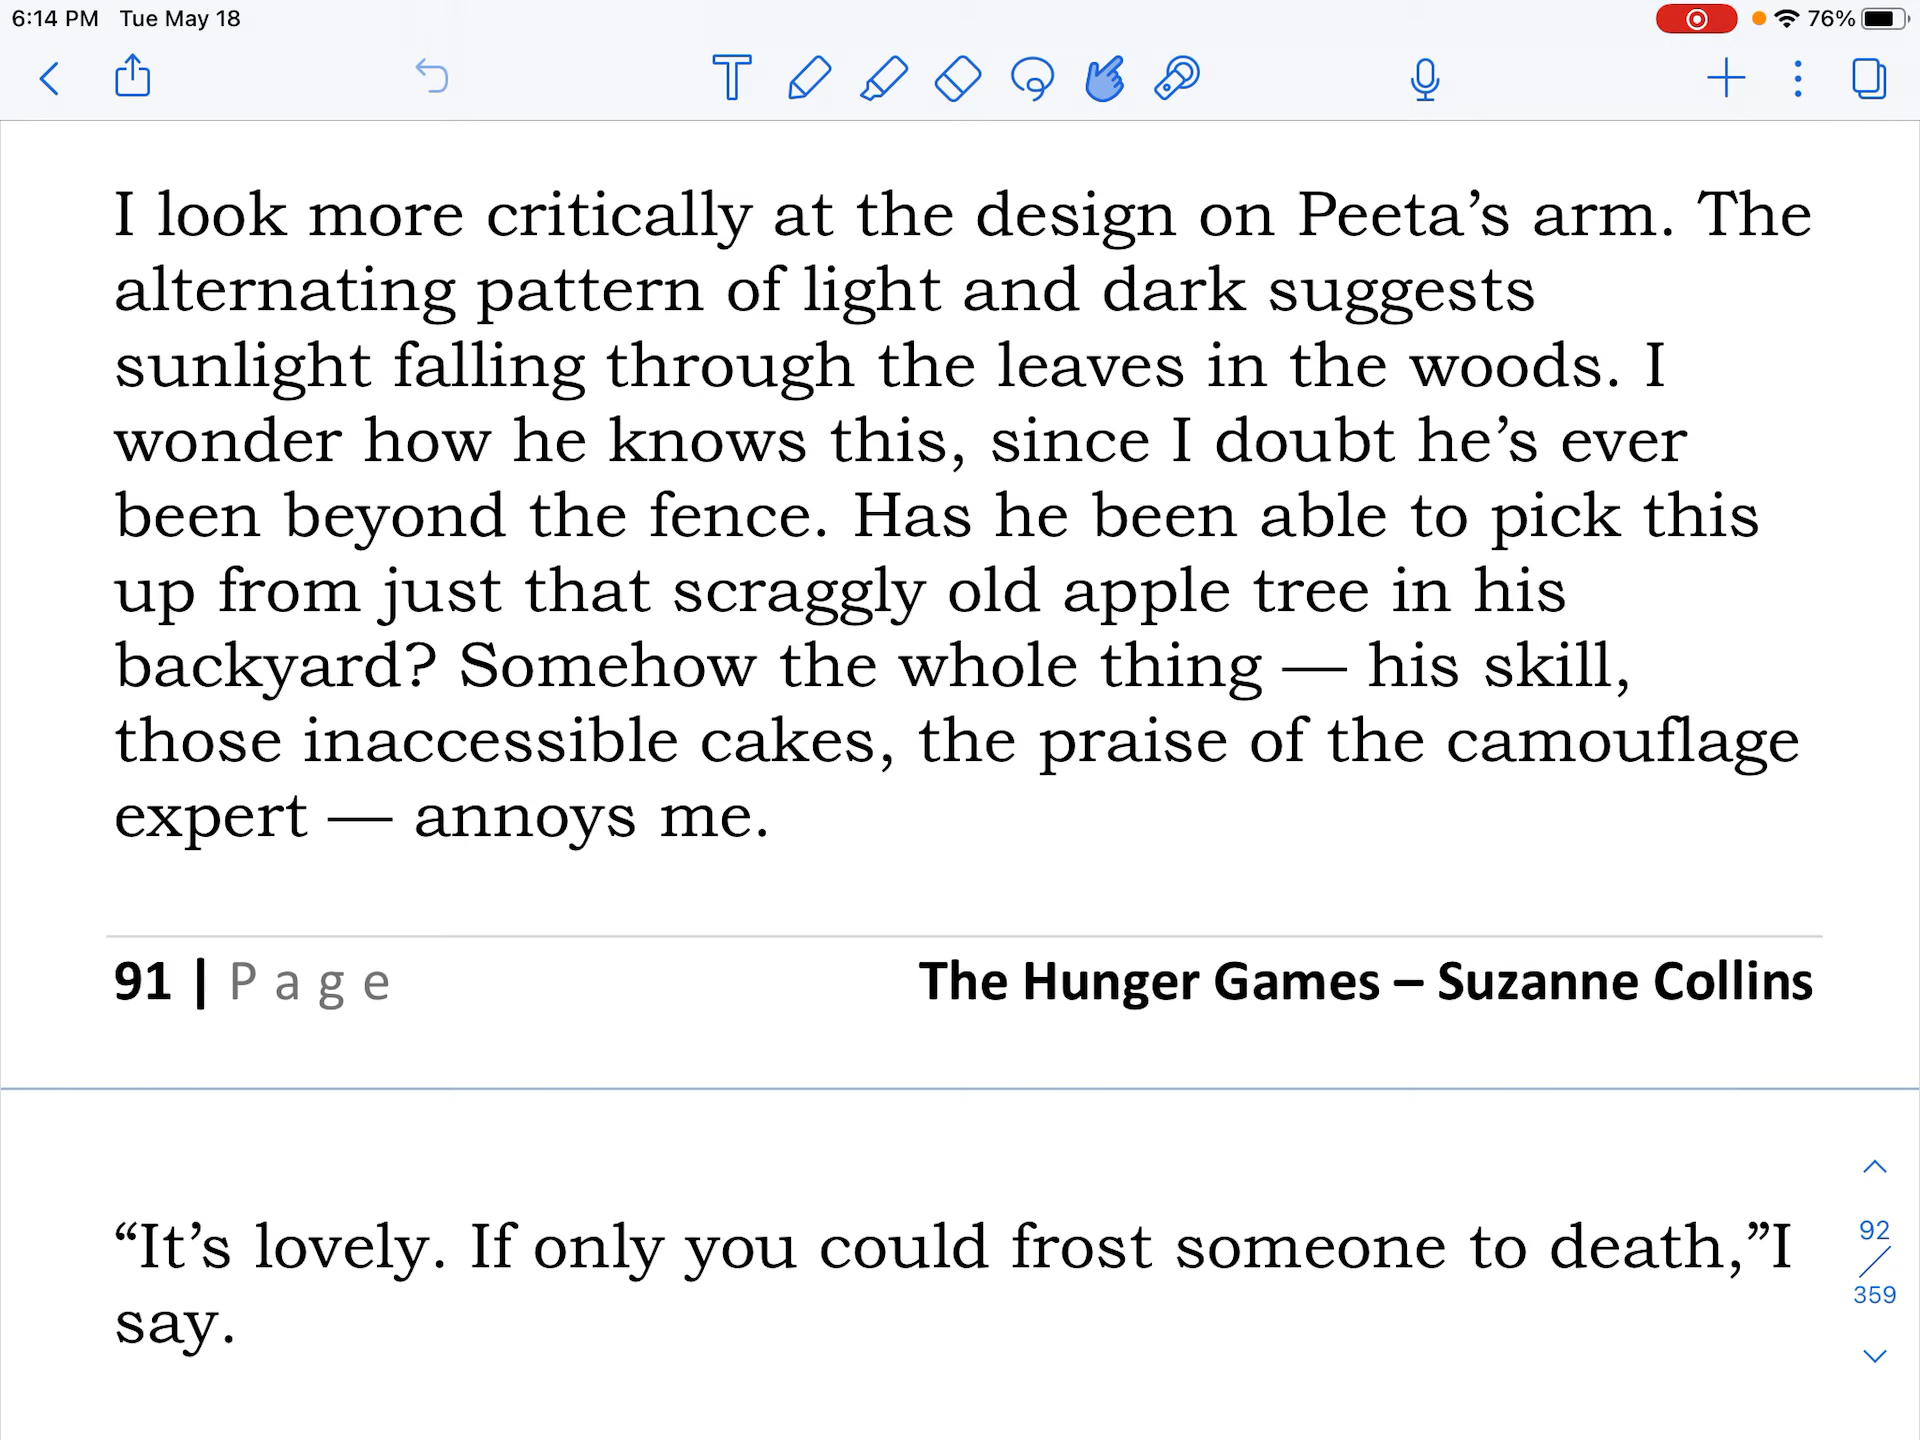 6:14 PM Tue May 18
76%
I look more critically at the design on Peeta’s arm. The
alternating pattern of light and dark suggests
sunlight falling through the leaves in the woods. I
wonder how he knows this, since I doubt he’s ever
been beyond the fence. Has he been able to pick this
up from just that scraggly old apple tree in his
backyard? Somehow the whole thing — his skill,
those inaccessible cakes, the praise of the camouflage
expert — annoys me.
91 | P a g e
The Hunger Games – Suzanne Collins
“It’s lovely. If only you could frost someone to death,”I
say.
92
359